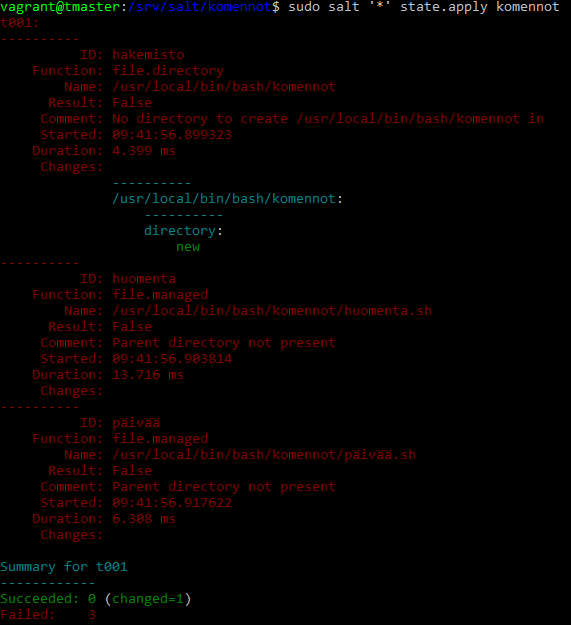 vagrant@tmaster:/srv/salt/komennot$ sudo salt '*' state.apply komennot
t001:
----------
ID: hakemisto
Function: file.directory
Name: /usr/local/bin/bash/komennot
Result: False
Comment: No directory to create /usr/local/bin/bash/komennot in
Started: 09:41:56.899323
Duration: 4.399 ms
Changes:
----------
/usr/local/bin/bash/komennot:
----------
directory:
new
----------
ID: huomenta
Function: file.managed
Name: /usr/local/bin/bash/komennot/huomenta.sh
Result: False
Comment: Parent directory not present
Started: 09:41:56.903814
Duration: 13.716 ms
Changes:
----------
ID: päivää
Function: file.managed
Name: /usr/local/bin/bash/komennot/päivää.sh
Result: False
Comment: Parent directory not present
Started: 09:41:56.917622
Duration: 6.308 ms
Changes:
Summary for t001
------------
Succeeded: 0 (changed=1)
Failed: 3